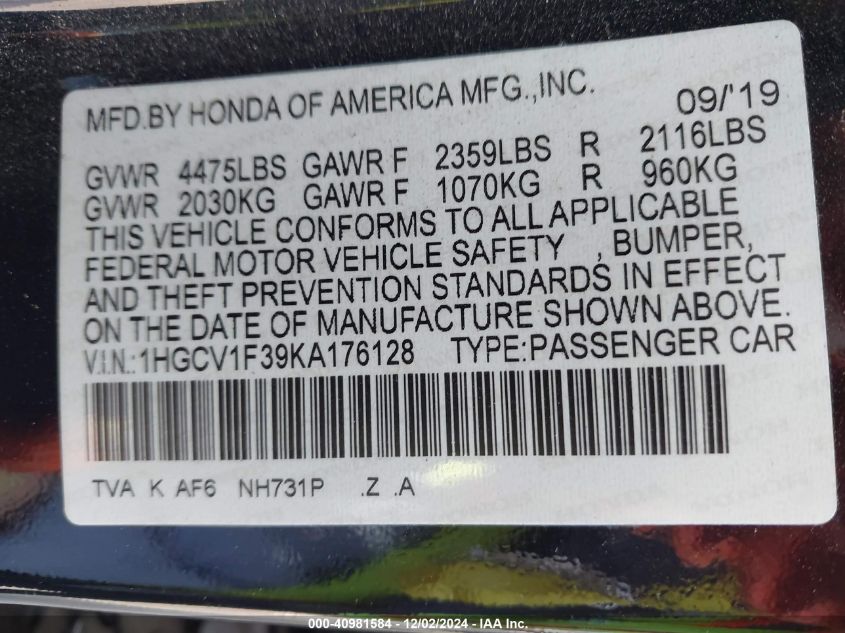 MFD.BY HONDA OF AMERICA MFG.,INC. 09/'19
GVWR 4475LBS GAWR F 2359LBS R 2116LBS
GVWR 2030KG GAWR F 1070KG R 960KG
THIS VEHICLE CONFORMS TO ALL APPLICABLE
FEDERAL MOTOR VEHICLE SAFETY , BUMPER,
AND THEFT PREVENTION STANDARDS IN EFFECT
ON THE DATE OF MANUFACTURE SHOWN ABOVE.
V.I.N.:1HGCV1F39KA176128 TYPE:PASSENGER CAR
TVA K AF6 NH731P .Z .A
000-40981584 - 12/02/2024 - IAA Inc.